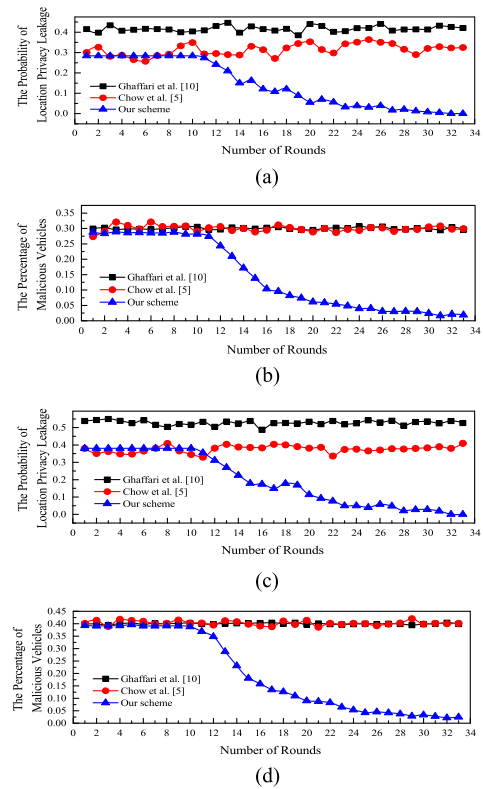 The Probability of
Location Privacy Leakage
0.4
0.3
0.2
0.1
0.0
Ghaffari et al. [10]
Chow et al. [5]
Our scheme
0 2 4 6 8 10 12 14 16 18 20 22 24 26 28 30 32 34
Number of Rounds
(a)
The Percentage of
Malicious Vehicles
0.35
0.30
0.25
0.20
0.15
0.10
0.05
0.00
Ghaffari et al. [10]
Chow et al. [5]
Our scheme
0 2 4 6 8 10 12 14 16 18 20 22 24 26 28 30 32 34
Number of Rounds
(b)
The Probability of
Location Privacy Leakage
0.5
0.4
0.3
0.2
0.1
0.0
Ghaffari et al. [10]
Chow et al. [5]
Our scheme
0 2 4 6 8 10 12 14 16 18 20 22 24 26 28 30 32 34
Number of Rounds
(c)
The Percentage of
Malicious Vehicles
0.45
0.40
0.35
0.30
0.25
0.20
0.15
0.10
0.05
0.00
Ghaffari et al. [10]
Chow et al. [5]
Our scheme
0 2 4 6 8 10 12 14 16 18 20 22 24 26 28 30 32 34
Number of Rounds
(d)